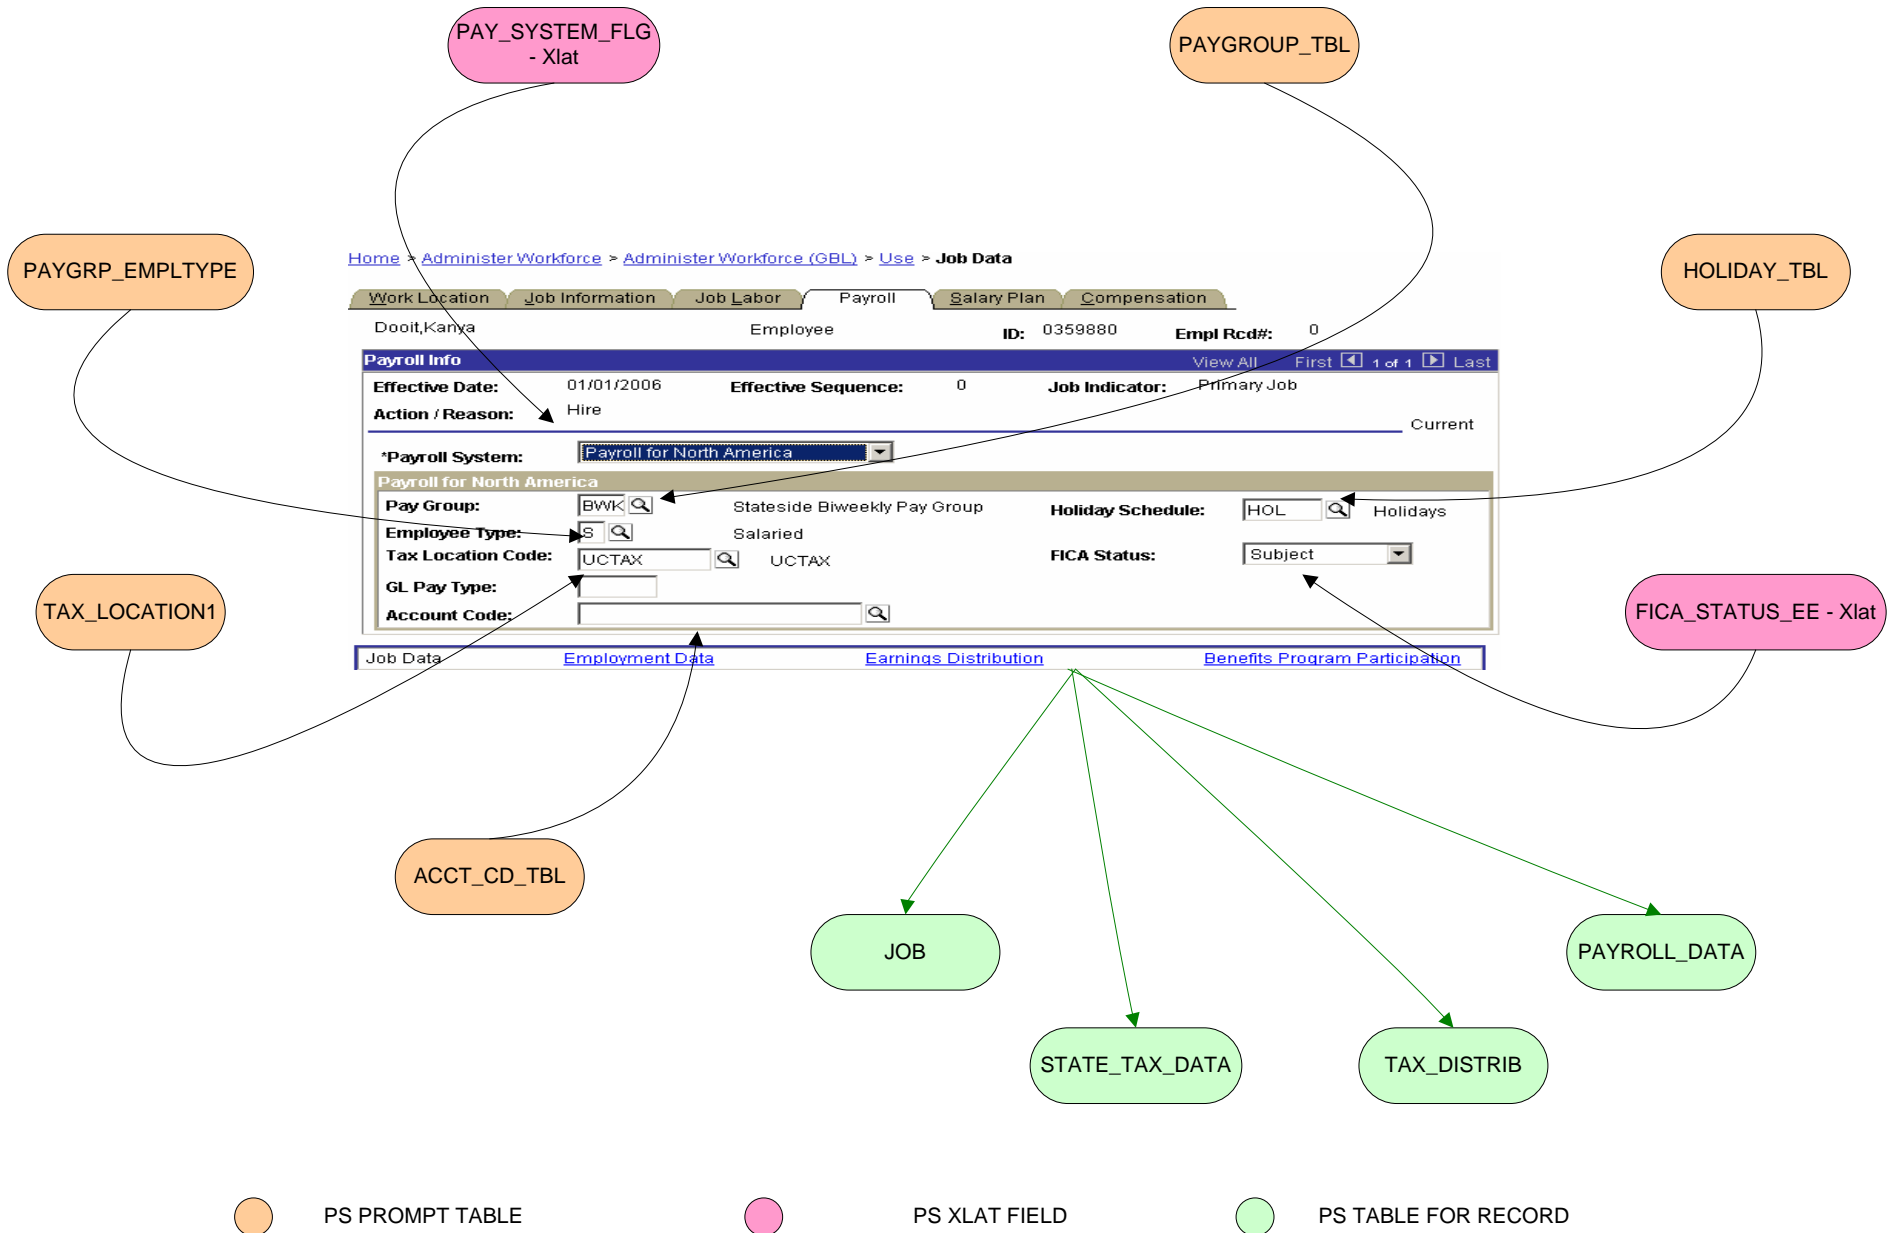 PAY_SYSTEM_FLG
- Xlat
PAYGROUP_TBL
PAYGRP_EMPLTYPE
HOLIDAY_TBL
Home > Administer Workforce > Administer Workforce (GBL) > Use > Job Data
Work Location Job Information Job Labor Payroll Salary Plan Compensation
Dooit,Kanya Employee ID: 0359880 Empl Rcd#: 0
Payroll Info View All First 1 of 1 Last
Effective Date: 01/01/2006 Effective Sequence: 0 Job Indicator: Primary Job
Action / Reason: Hire
Current
*Payroll System: Payroll for North America
Payroll for North America
Pay Group: BWK Stateside Biweekly Pay Group Holiday Schedule: HOL Holidays
Employee Type: S Salaried
Tax Location Code: UCTAX UCTAX FICA Status: Subject
GL Pay Type:
Account Code:
Job Data Employment Data Earnings Distribution Benefits Program Participation
TAX_LOCATION1
FICA_STATUS_EE - Xlat
ACCT_CD_TBL
JOB
PAYROLL_DATA
STATE_TAX_DATA
TAX_DISTRIB
PS PROMPT TABLE
PS XLAT FIELD
PS TABLE FOR RECORD